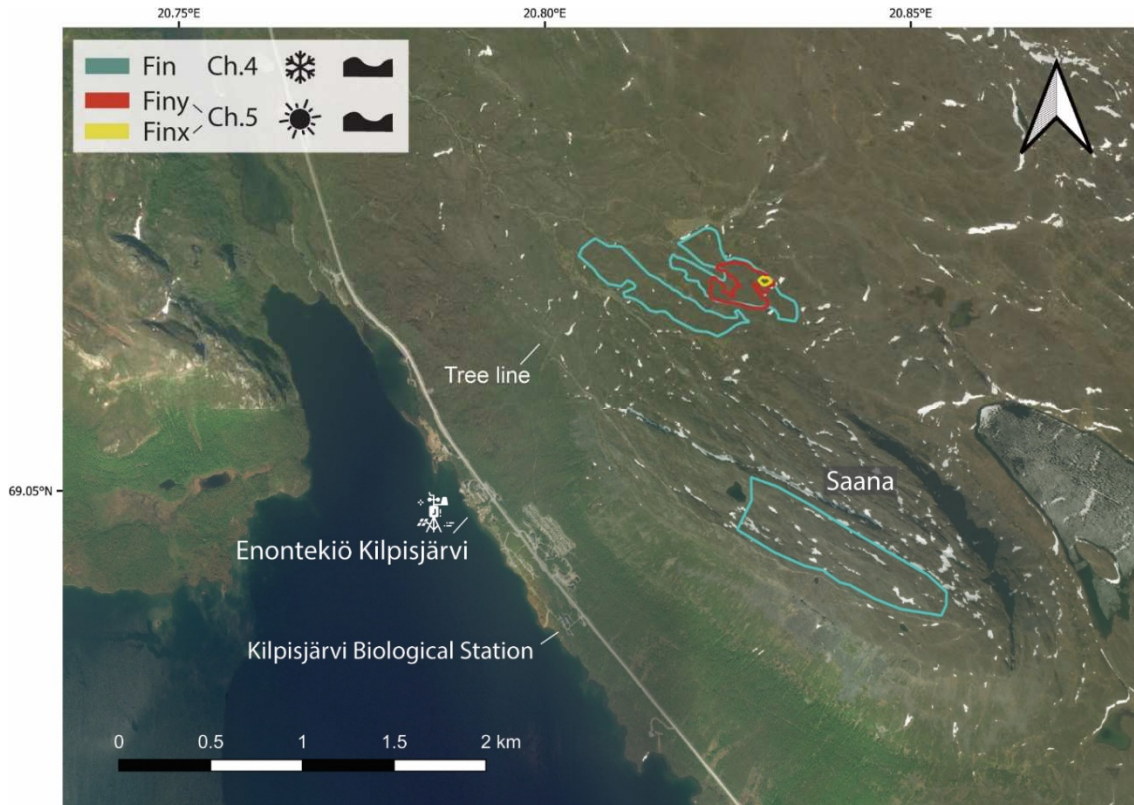 20.75°E 20.80°E 20.85°E
Fin Ch.4
Finy
Ch.5
Finx
Tree line
69.05°N
Saana
Enontekiö Kilpisjärvi
Kilpisjärvi Biological Station
0 0.5 1 1.5 2 km